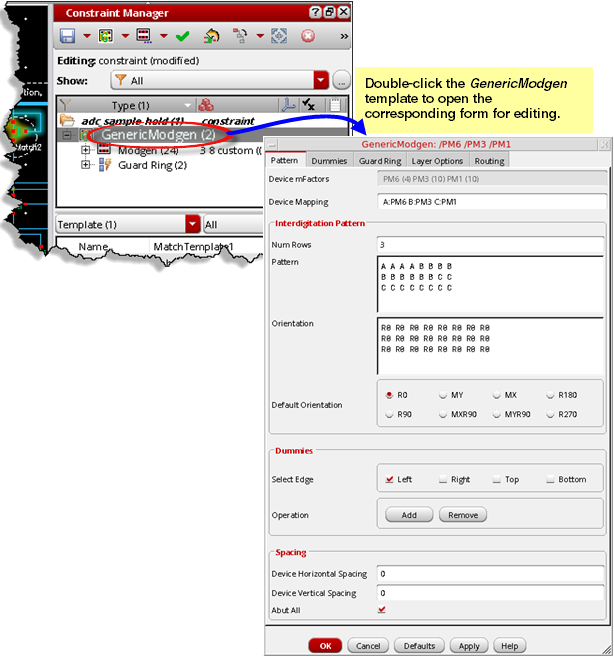 Constraint Manager
Editing: constraint (modified)
Show: All ...
Type (1)
adc_sample_hold (1) constraint
GenericModgen (2)
Modgen (24) 3 8 custom ((
Guard Ring (2)
Template (1) All
Name MatchTemplate1
tion,
Match2
Double-click the GenericModgen
template to open the
corresponding form for editing.
GenericModgen: /PM6 /PM3 /PM1
Pattern Dummies Guard Ring Layer Options Routing
Device mFactors PM6 (4) PM3 (10) PM1 (10)
Device Mapping A:PM6 B:PM3 C:PM1
Interdigitation Pattern
Num Rows 3
Pattern
A A A A B B B B
B B B B B B C C
C C C C C C C C
Orientation
R0 R0 R0 R0 R0 R0 R0 R0
R0 R0 R0 R0 R0 R0 R0 R0
R0 R0 R0 R0 R0 R0 R0 R0
Default Orientation
R0 MY MX R180
R90 MXR90 MYR90 R270
Dummies
Select Edge Left Right Top Bottom
Operation Add Remove
Spacing
Device Horizontal Spacing 0
Device Vertical Spacing 0
Abut All
OK Cancel Defaults Apply Help